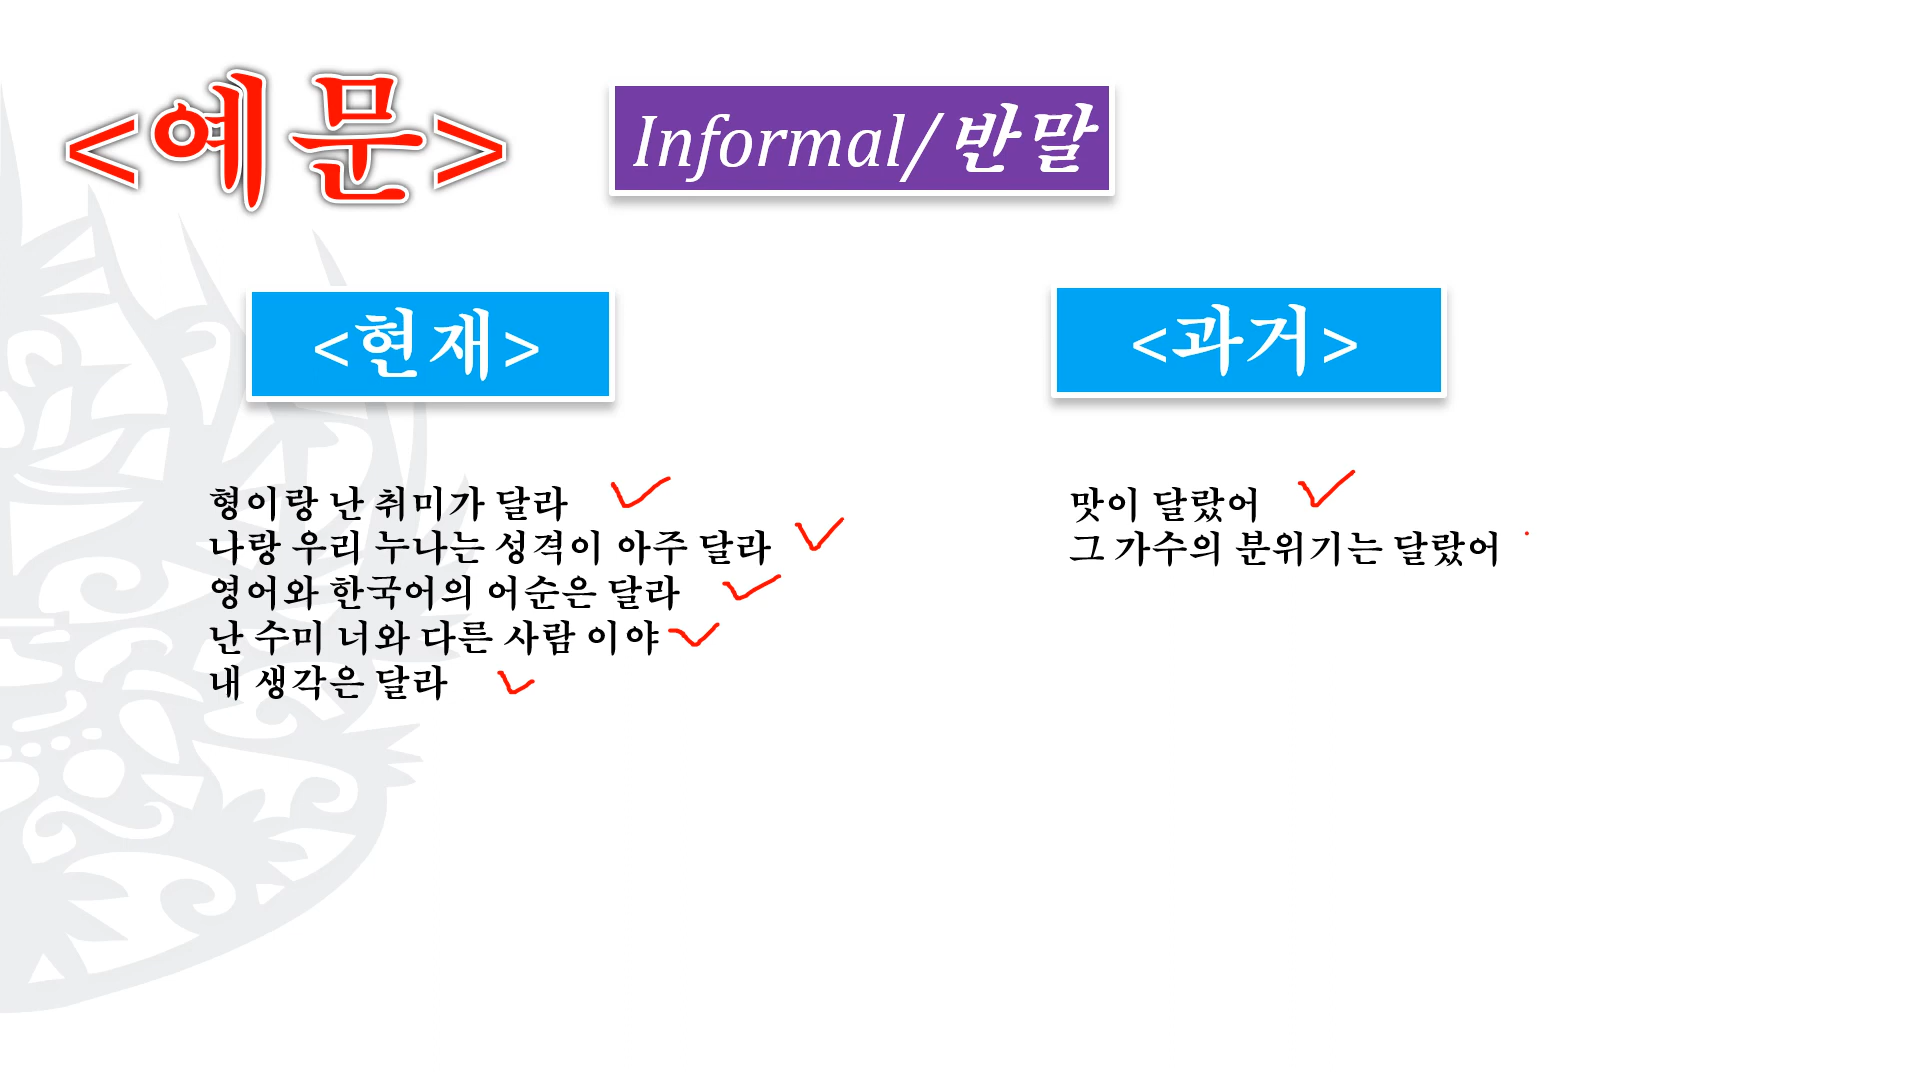 <예문>
Informal/반말
<현재>
형이랑 난 취미가 달라
나랑 우리 누나는 성격이 아주 달라
영어와 한국어의 어순은 달라
난 수미 너와 다른 사람 이야
내 생각은 달라
<과거>
맛이 달랐어
그 가수의 분위기는 달랐어